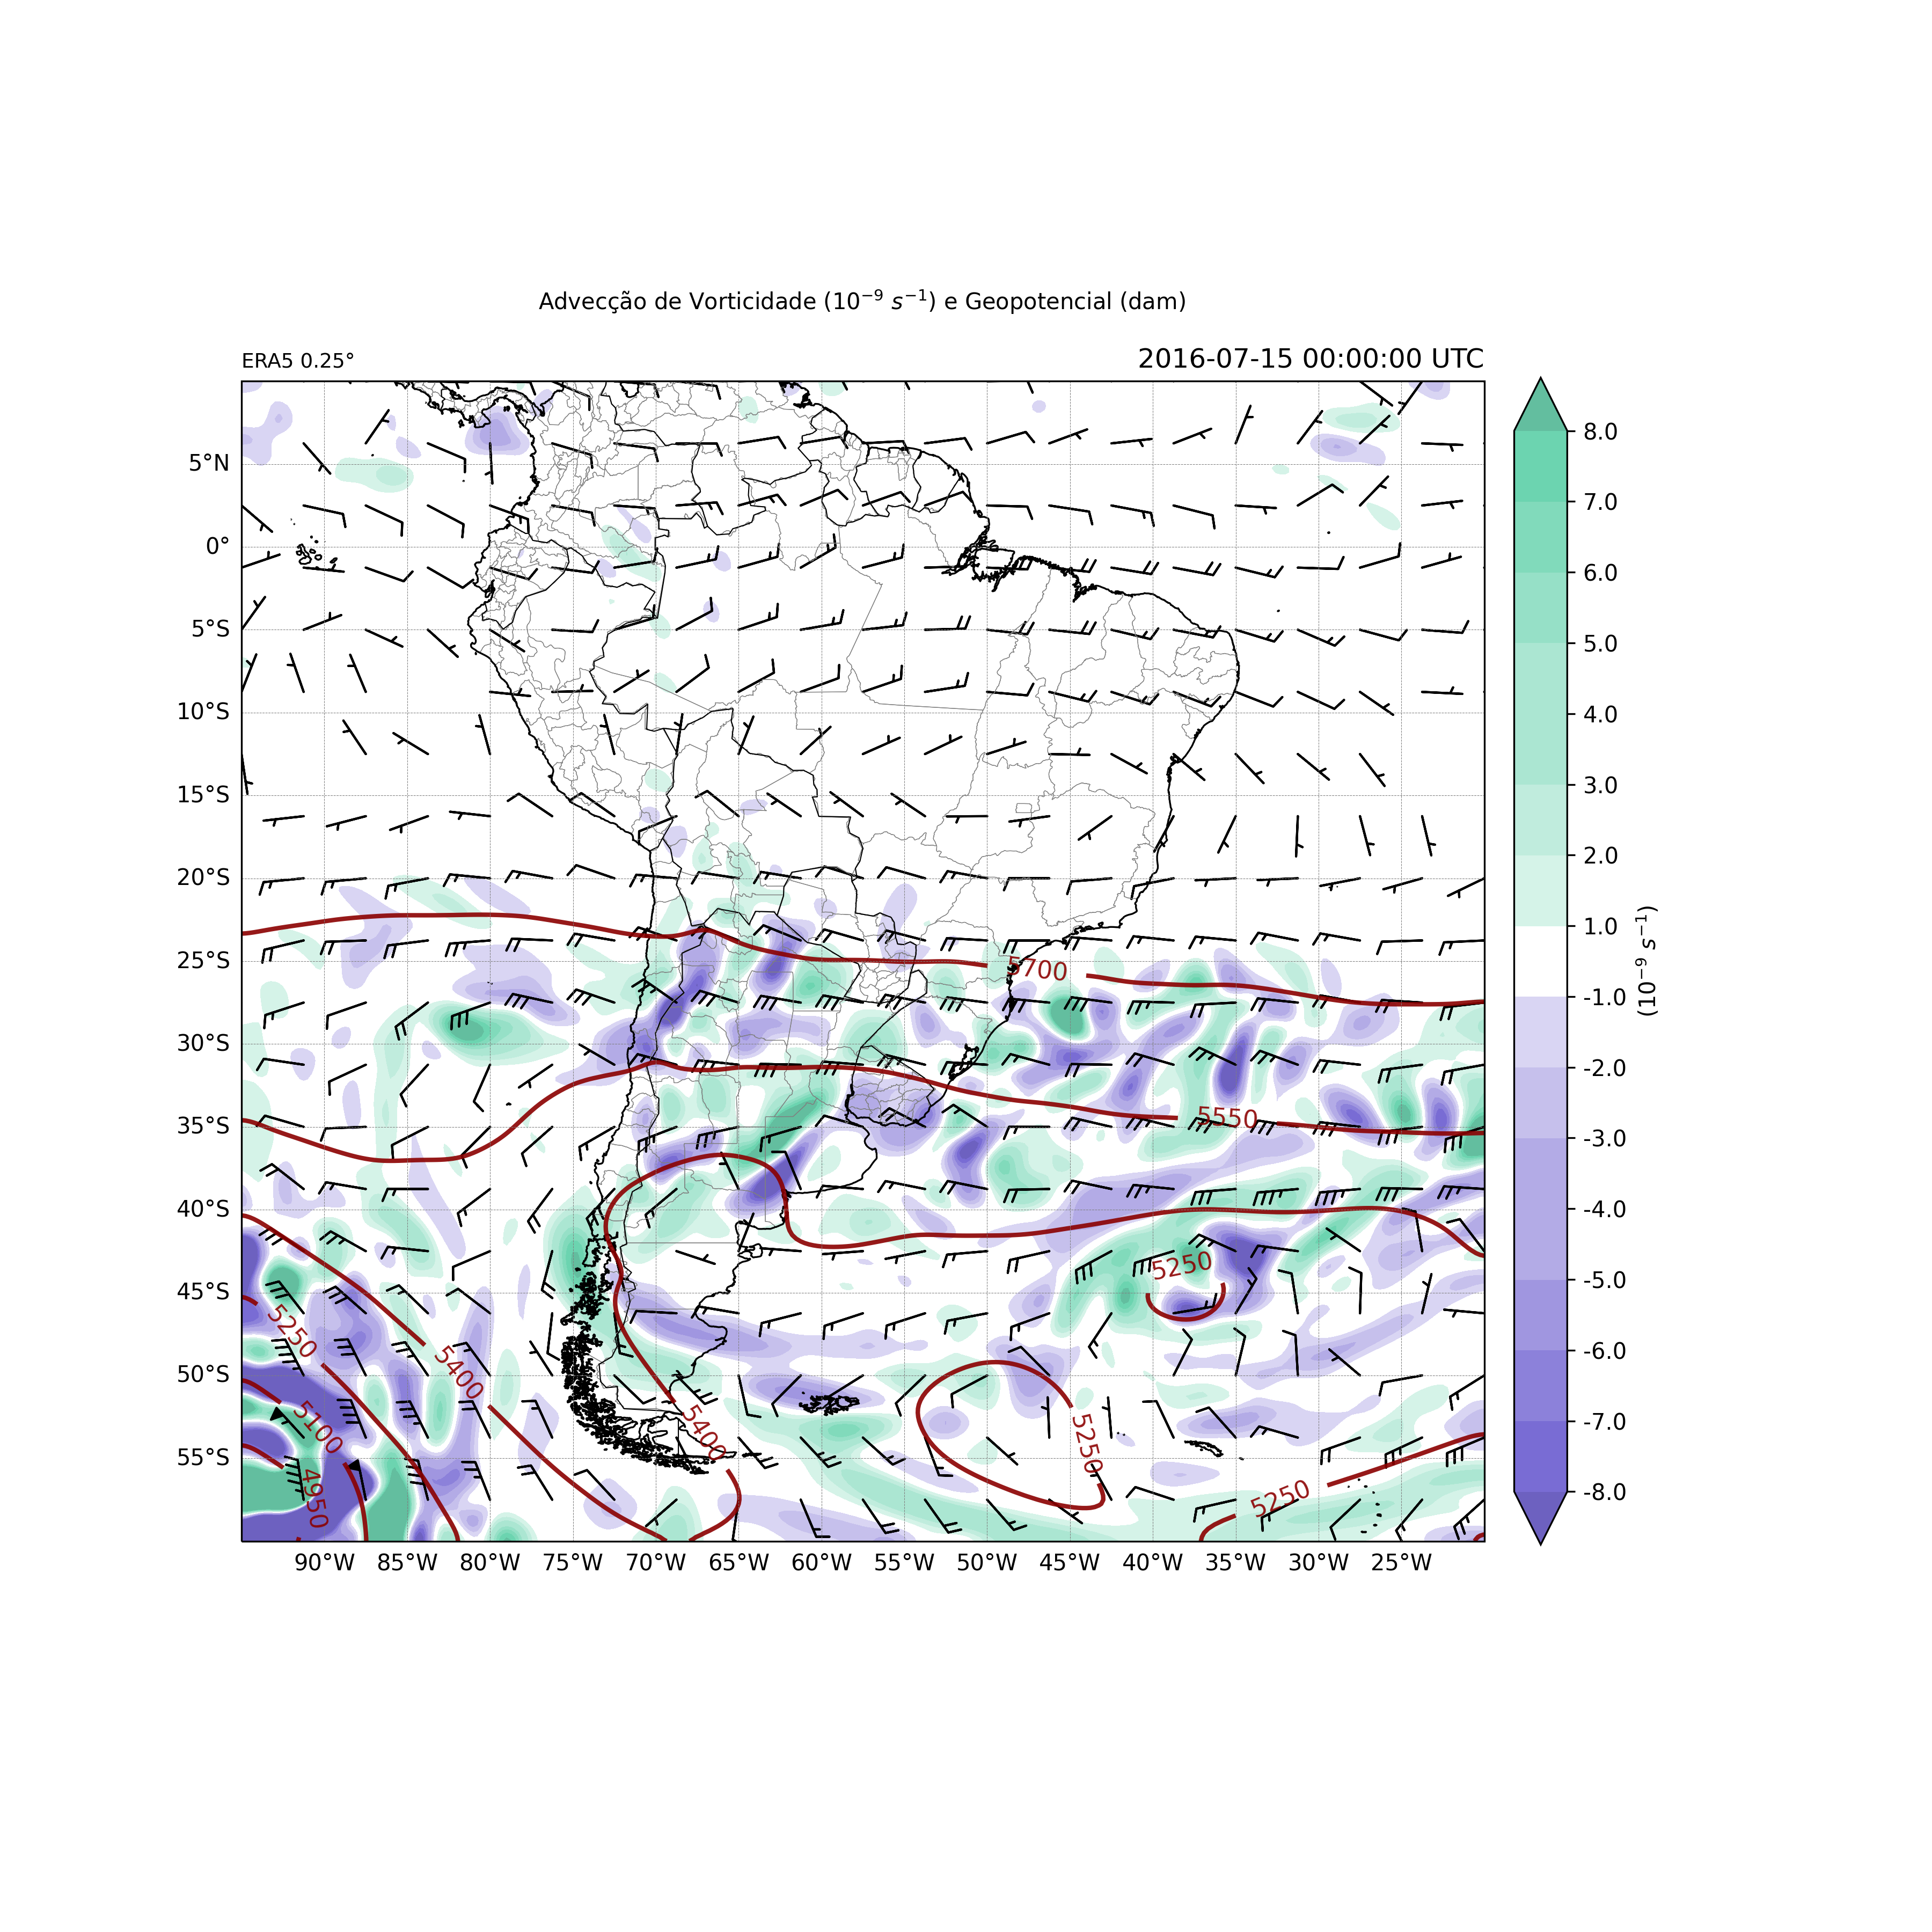 Advecção de Vorticidade (10⁻⁹ s⁻¹) e Geopotencial (dam)
ERA5 0.25°
2016-07-15 00:00:00 UTC
5°N
0°
5°S
10°S
15°S
20°S
25°S
30°S
35°S
40°S
45°S
50°S
55°S
90°W
85°W
80°W
75°W
70°W
65°W
60°W
55°W
50°W
45°W
40°W
35°W
30°W
25°W
5700
5550
5250
5250
5400
5100
4950
5400
5250
5250
8.0
7.0
6.0
5.0
4.0
3.0
2.0
1.0
-1.0
-2.0
-3.0
-4.0
-5.0
-6.0
-7.0
-8.0
(10⁻⁹ s⁻¹)